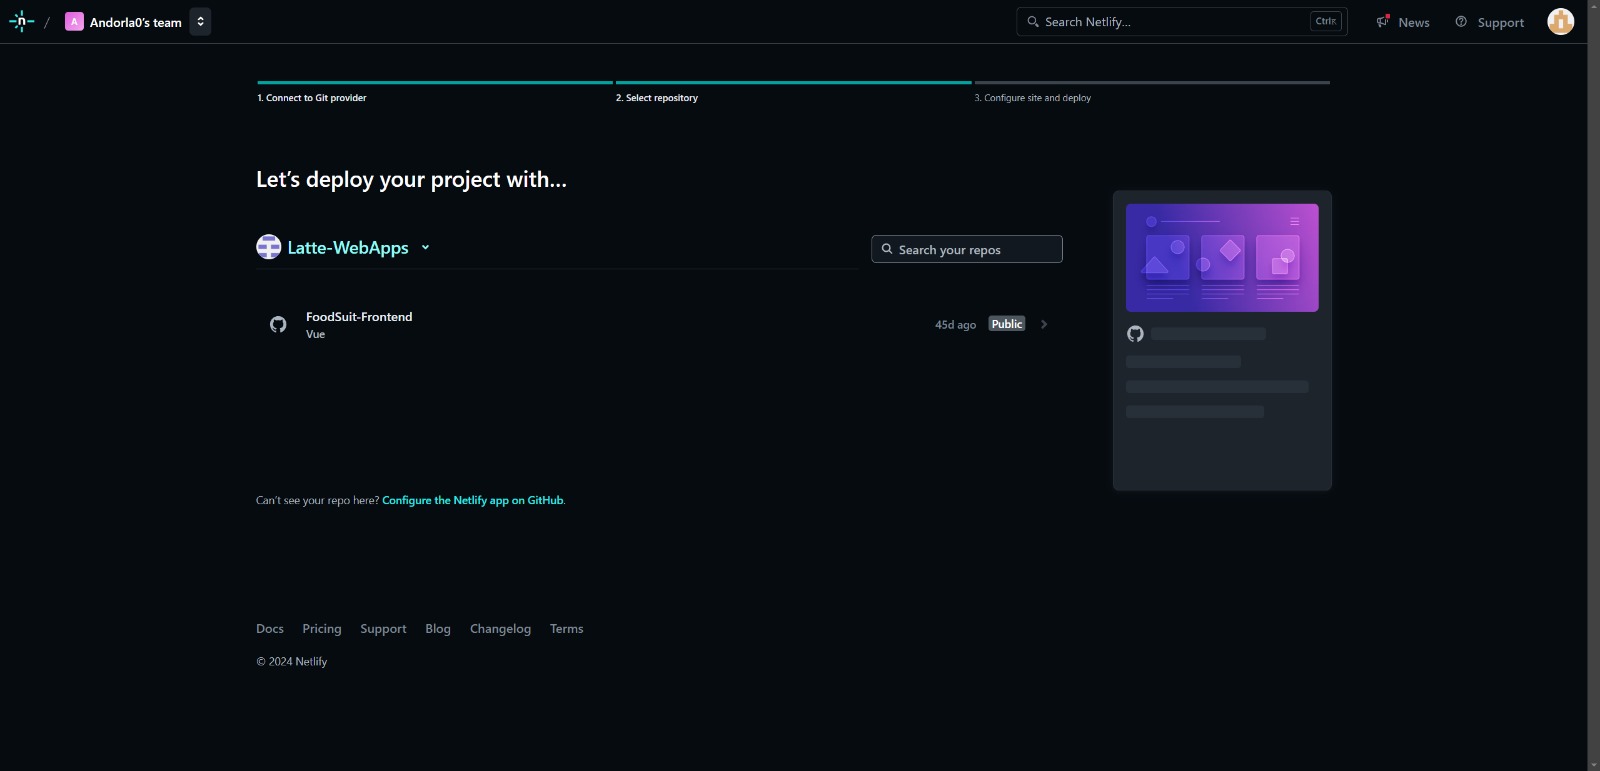 / A Andorla0's team
Search Netlify... Ctrl K
News
Support
1. Connect to Git provider
2. Select repository
3. Configure site and deploy
Let's deploy your project with...
Latte-WebApps
Search your repos
FoodSuit-Frontend
Vue
45d ago Public
Can't see your repo here? Configure the Netlify app on GitHub.
Docs Pricing Support Blog Changelog Terms
© 2024 Netlify